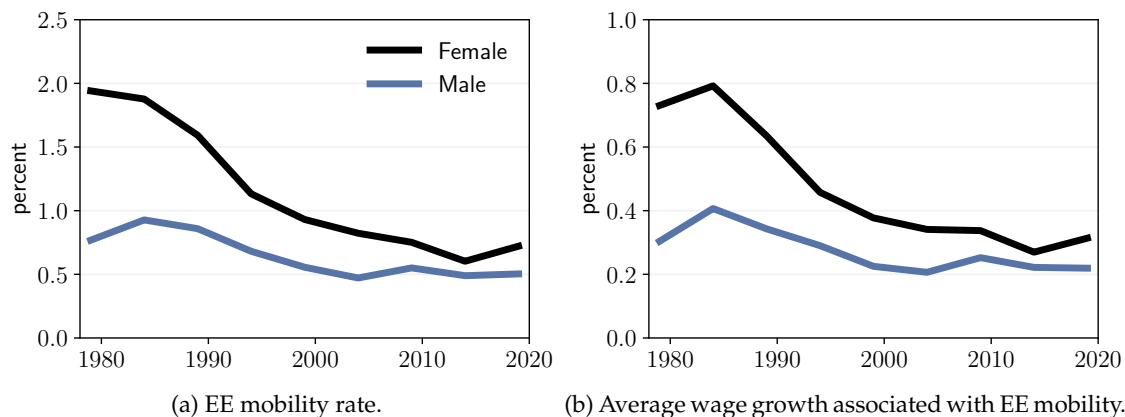 2.5
2.0
1.5
1.0
0.5
0.0
percent
1980 1990 2000 2010 2020
Female
Male
(a) EE mobility rate.
1.0
0.8
0.6
0.4
0.2
0.0
percent
1980 1990 2000 2010 2020
(b) Average wage growth associated with EE mobility.